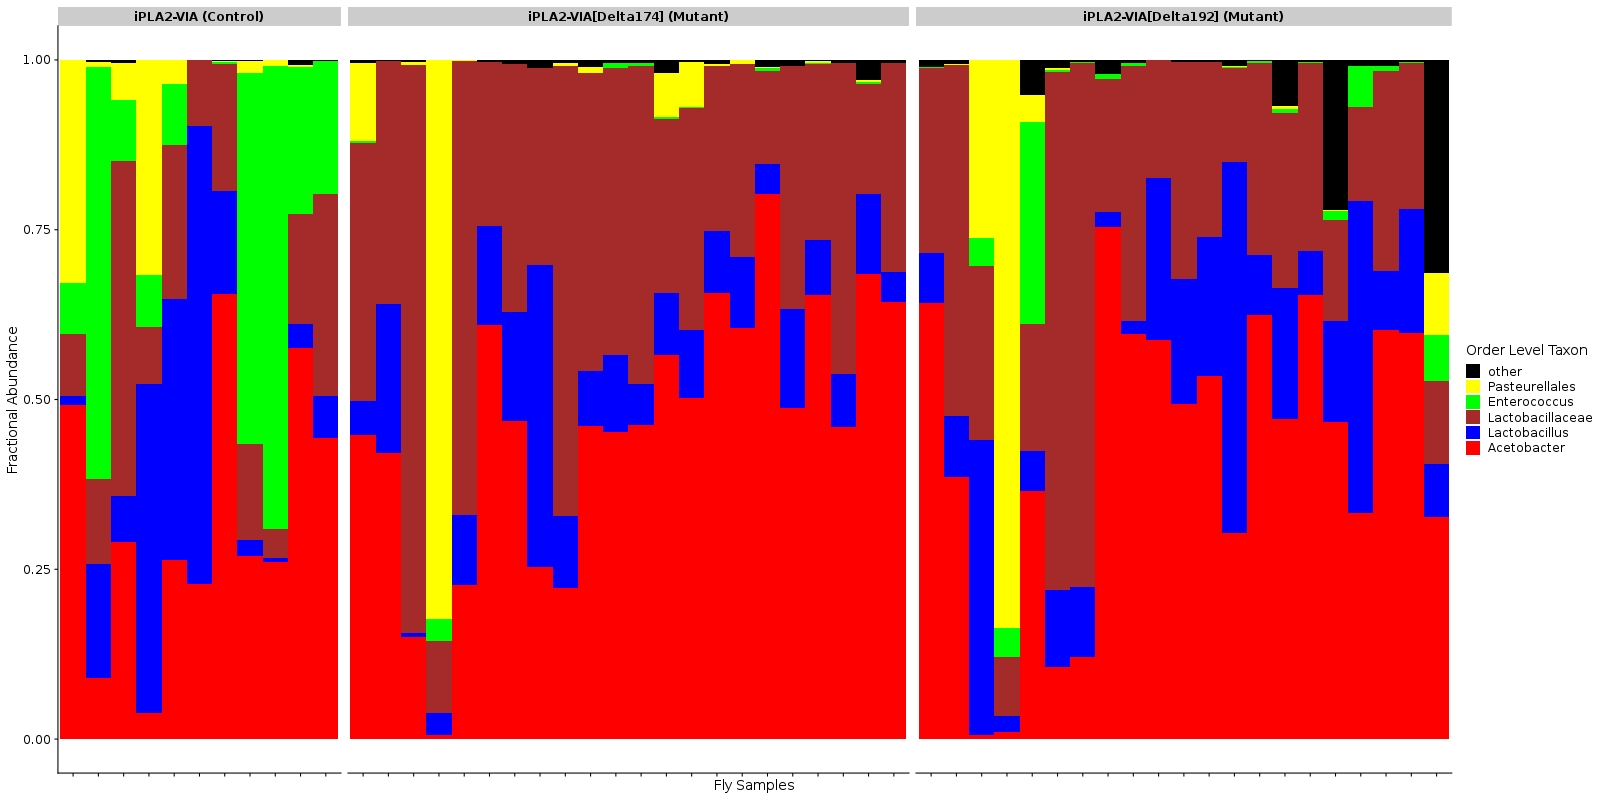 iPLA2-VIA (Control)
iPLA2-VIA[Delta174] (Mutant)
iPLA2-VIA[Delta192] (Mutant)
1.00
0.75
0.50
0.25
0.00
Fractional Abundance
Fly Samples
Order Level Taxon
other
Pasteurellales
Enterococcus
Lactobacillaceae
Lactobacillus
Acetobacter